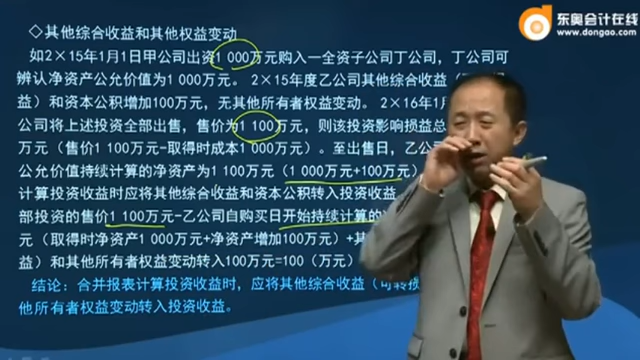 东奥会计在线
www.dongao.com
◇其他综合收益和其他权益变动
如2×15年1月1日甲公司出资1 000万元购入一全资子公司丁公司，丁公司可
辨认净资产公允价值为1 000万元。 2×15年度乙公司其他综合收益（
益）和资本公积增加100万元，无其他所有者权益变动。 2×16年1月
公司将上述投资全部出售，售价为1 100万元，则该投资影响损益总
万元（售价1 100万元-取得时成本1 000万元）。至出售日，乙公
公允价值持续计算的净资产为1 100万元（1 000万元+100万元）
计算投资收益时应将其他综合收益和资本公积转入投资收益
部投资的售价1 100万元-乙公司自购买日开始持续计算的
元（取得时净资产1 000万元+净资产增加100万元）+其
益）和其他权益变动转入100万元=100（万元）
结论：合并报表计算投资收益时，应将其他综合收益（可转损
他所有者权益变动转入投资收益。